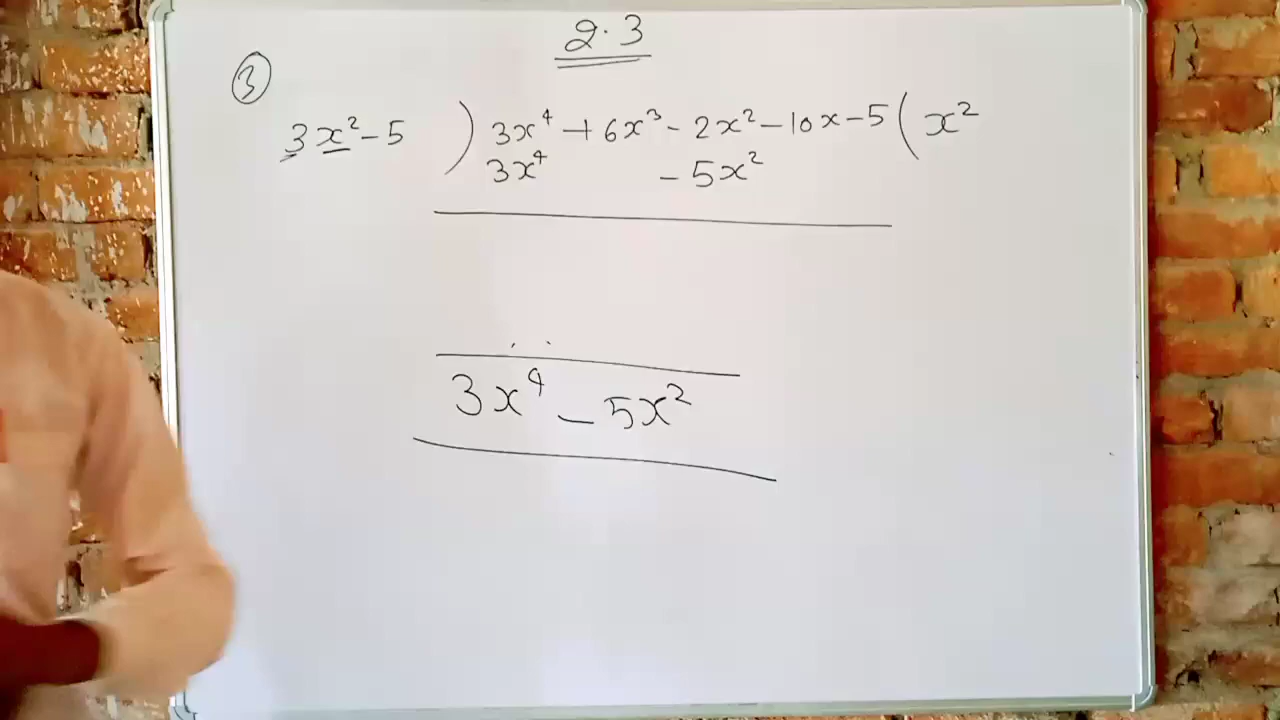 2.3
③
3x² - 5 ) 3x⁴ + 6x³ - 2x² - 10x - 5 ( x²
3x⁴ - 5x²
3x⁴ - 5x²